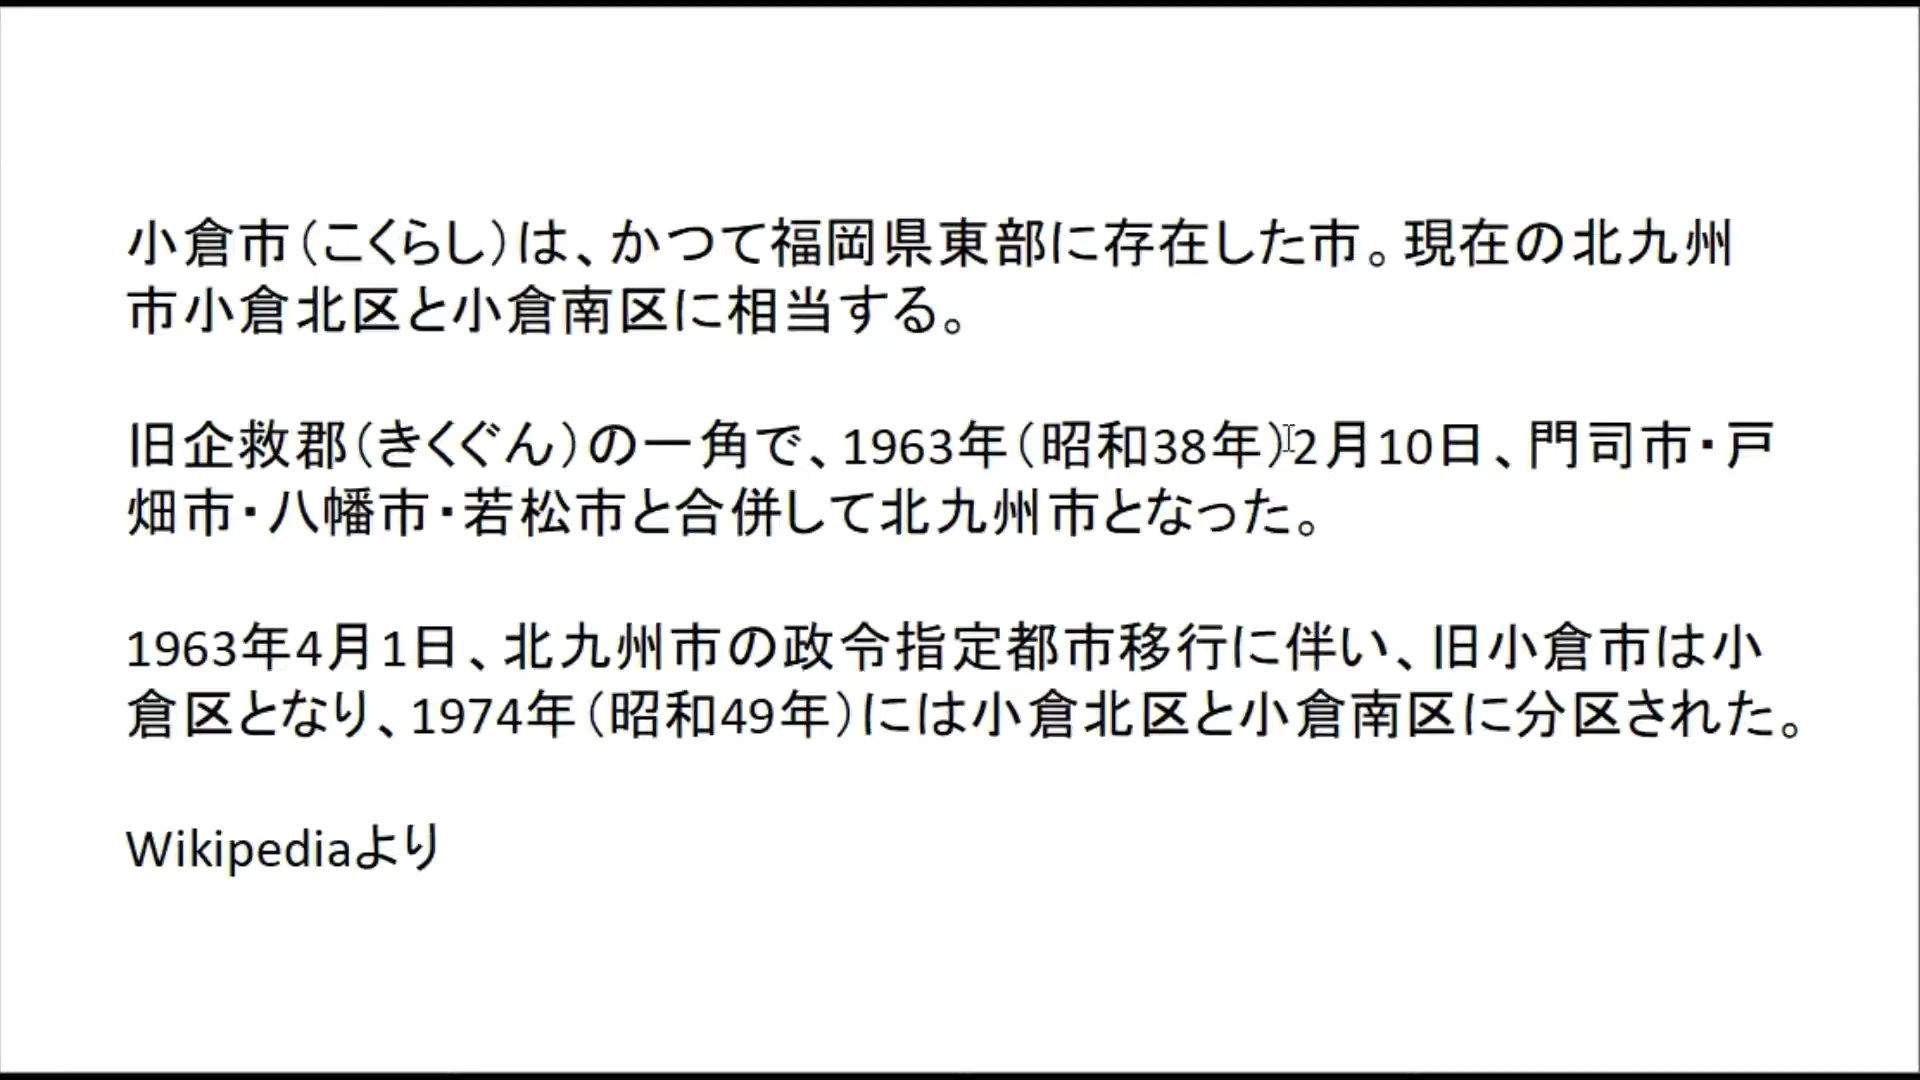 小倉市（こくらし）は、かつて福岡県東部に存在した市。現在の北九州
市小倉北区と小倉南区に相当する。
旧企救郡（きくぐん）の一角で、1963年（昭和38年）2月10日、門司市・戸
畑市・八幡市・若松市と合併して北九州市となった。
1963年4月1日、北九州市の政令指定都市移行に伴い、旧小倉市は小
倉区となり、1974年（昭和49年）には小倉北区と小倉南区に分区された。
Wikipediaより